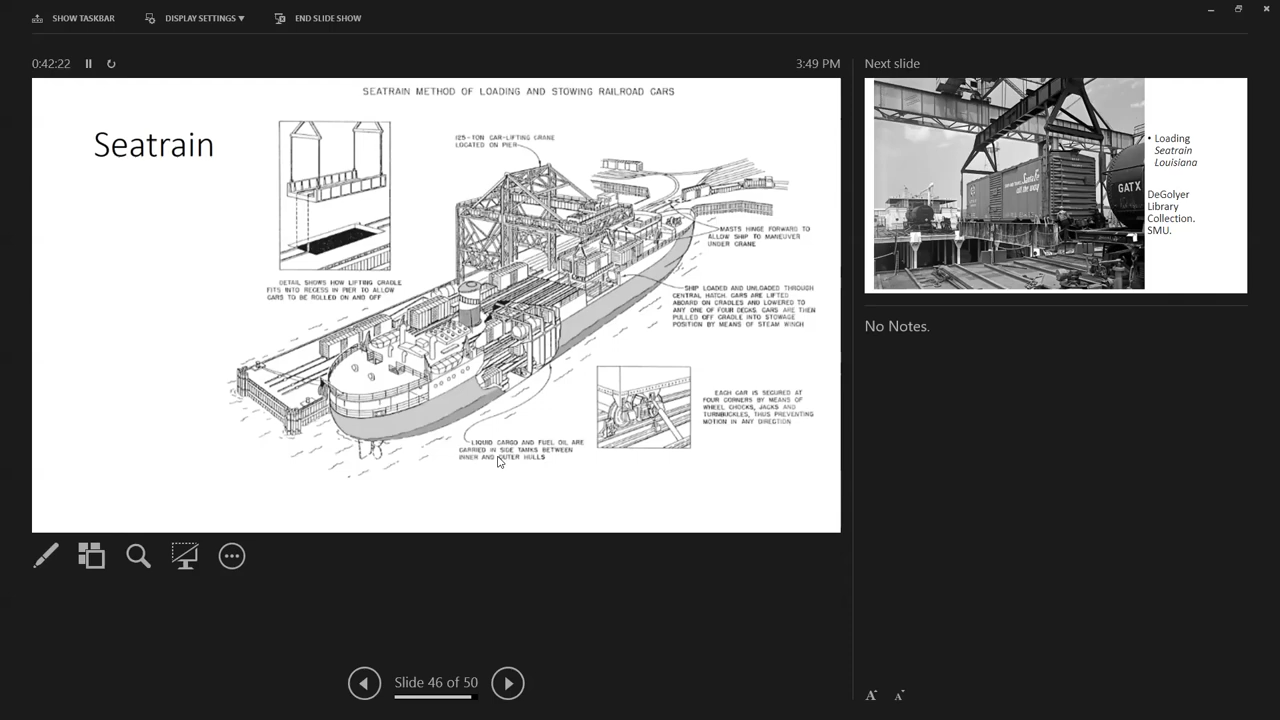 SHOW TASKBAR
DISPLAY SETTINGS ▼
END SLIDE SHOW
0:42:22
3:49 PM
Next slide
SEATRAIN METHOD OF LOADING AND STOWING RAILROAD CARS
Seatrain
125-TON CAR-LIFTING CRANE
LOCATED ON PIER
MASTS HINGE FORWARD TO
ALLOW SHIP TO MANEUVER
UNDER CRANE
DETAIL SHOWS HOW LIFTING CRADLE
FITS INTO RECESS IN PIER TO ALLOW
CARS TO BE ROLLED ON AND OFF
SHIP LOADED AND UNLOADED THROUGH
CENTRAL HATCH. CARS ARE LIFTED
ABOARD ON CRADLES AND LOWERED TO
ANY ONE OF FOUR DECKS. CARS ARE THEN
PULLED OFF CRADLE INTO STOWAGE
POSITION BY MEANS OF STEAM WINCH
EACH CAR IS SECURED AT
FOUR CORNERS BY MEANS OF
WHEEL CHOCKS, JACKS AND
TURNBUCKLES, THUS PREVENTING
MOTION IN ANY DIRECTION
LIQUID CARGO AND FUEL OIL ARE
CARRIED IN SIDE TANKS BETWEEN
INNER AND OUTER HULLS
Santa Fe
all the way
GATX
• Loading
Seatrain
Louisiana
DeGolyer
Library
Collection.
SMU.
No Notes.
Slide 46 of 50
A
A